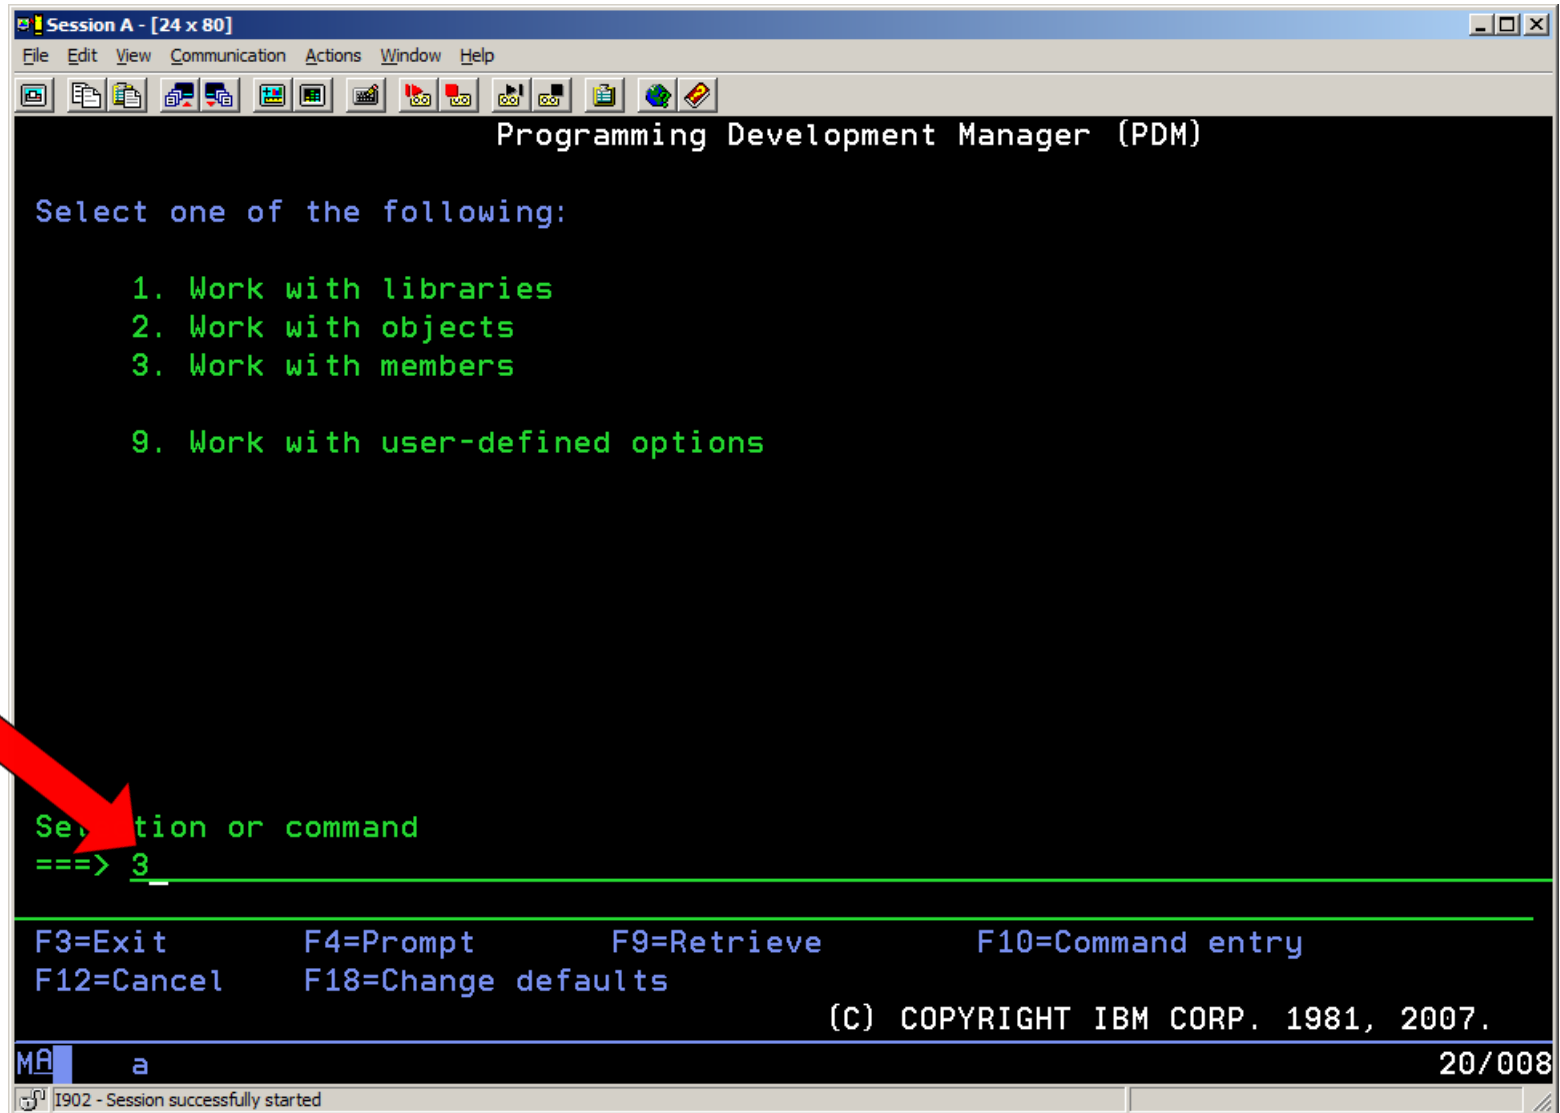 Session A - [24 x 80]
File Edit View Communication Actions Window Help
Programming Development Manager (PDM)
Select one of the following:
1. Work with libraries
2. Work with objects
3. Work with members
9. Work with user-defined options
or command
===> 3
F3=Exit F4=Prompt F9=Retrieve F10=Command entry
F12=Cancel F18=Change defaults
(C) COPYRIGHT IBM CORP. 1981, 2007.
MA a 20/008
I902 - Session successfully started